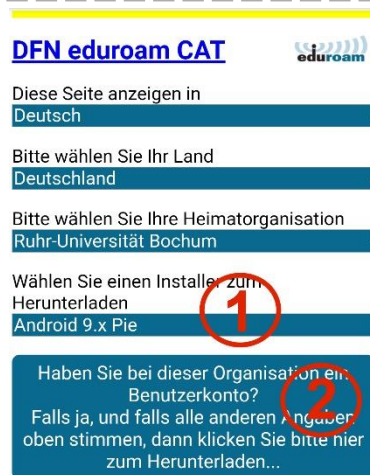 DFN eduroam CAT
eduroam
Diese Seite anzeigen in
Deutsch
Bitte wählen Sie Ihr Land
Deutschland
Bitte wählen Sie Ihre Heimatorganisation
Ruhr-Universität Bochum
Wählen Sie einen Installer zum
Herunterladen
1
Android 9.x Pie
Haben Sie bei dieser Organisation ein
Benutzerkonto?
2
Falls ja, und falls alle anderen Angaben
oben stimmen, dann klicken Sie bitte hier
zum Herunterladen...